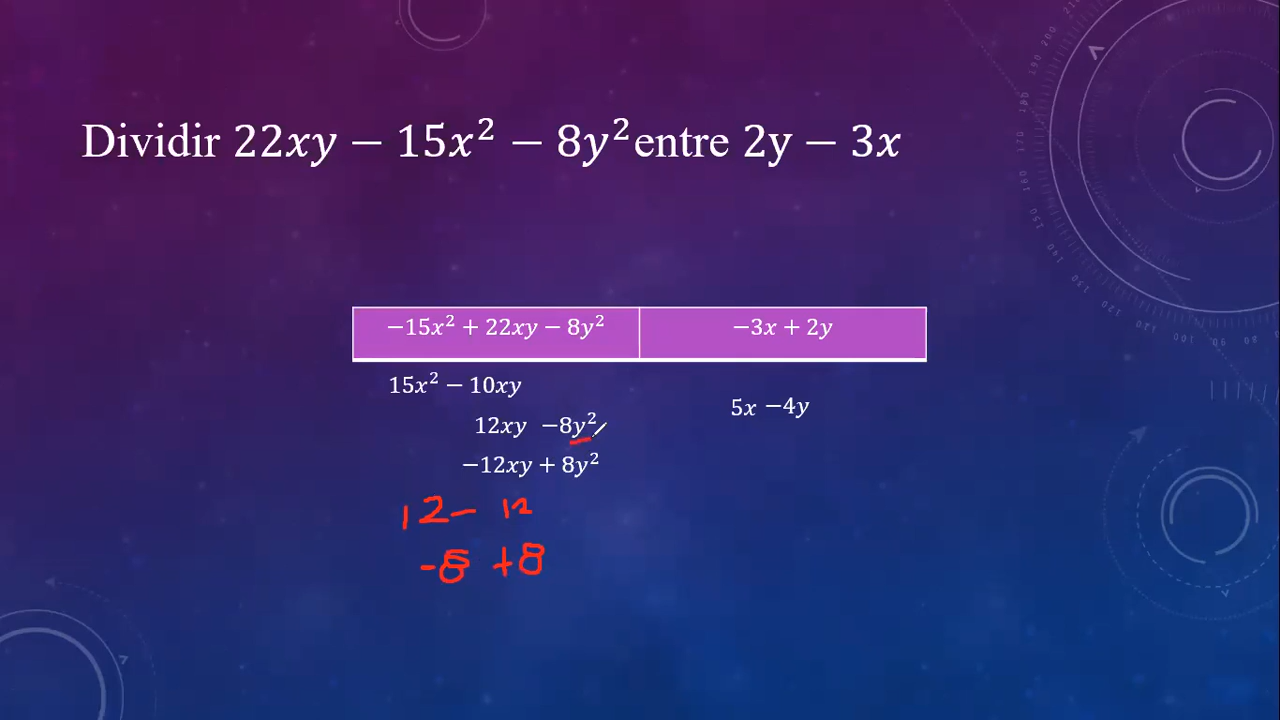 Dividir 22xy − 15x² − 8y² entre 2y − 3x
−15x² + 22xy − 8y² −3x + 2y
15x² − 10xy
5x −4y
12xy −8y²
−12xy + 8y²
12 − 12
-8 +8